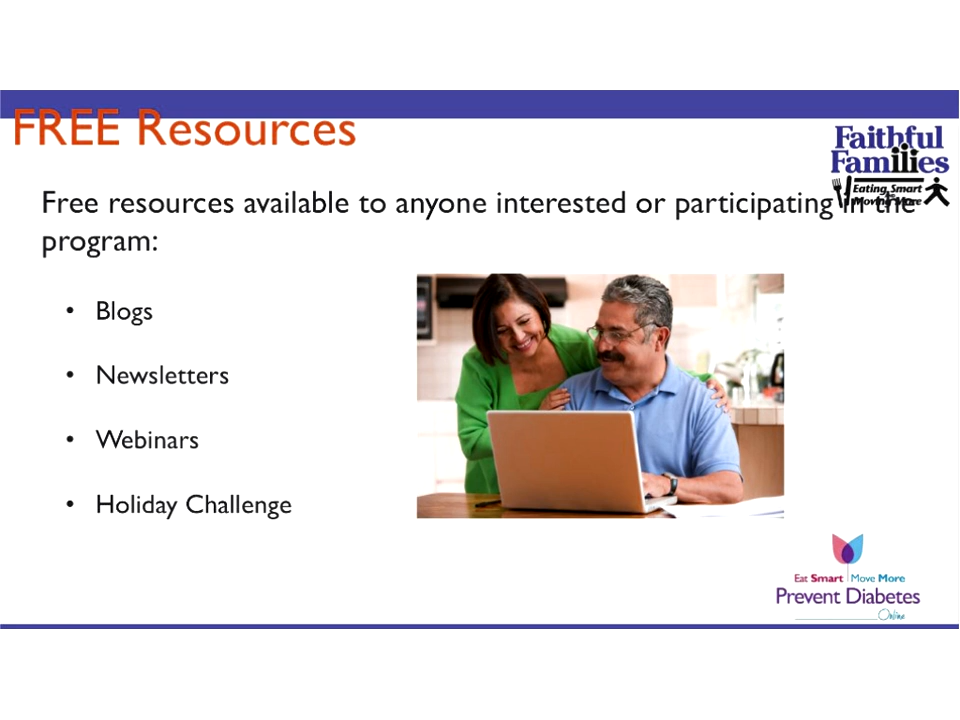 FREE Resources
Faithful
Families
Eating Smart
Moving More
Free resources available to anyone interested or participating in the
program:
• Blogs
• Newsletters
• Webinars
• Holiday Challenge
Eat Smart Move More
Prevent Diabetes
Online